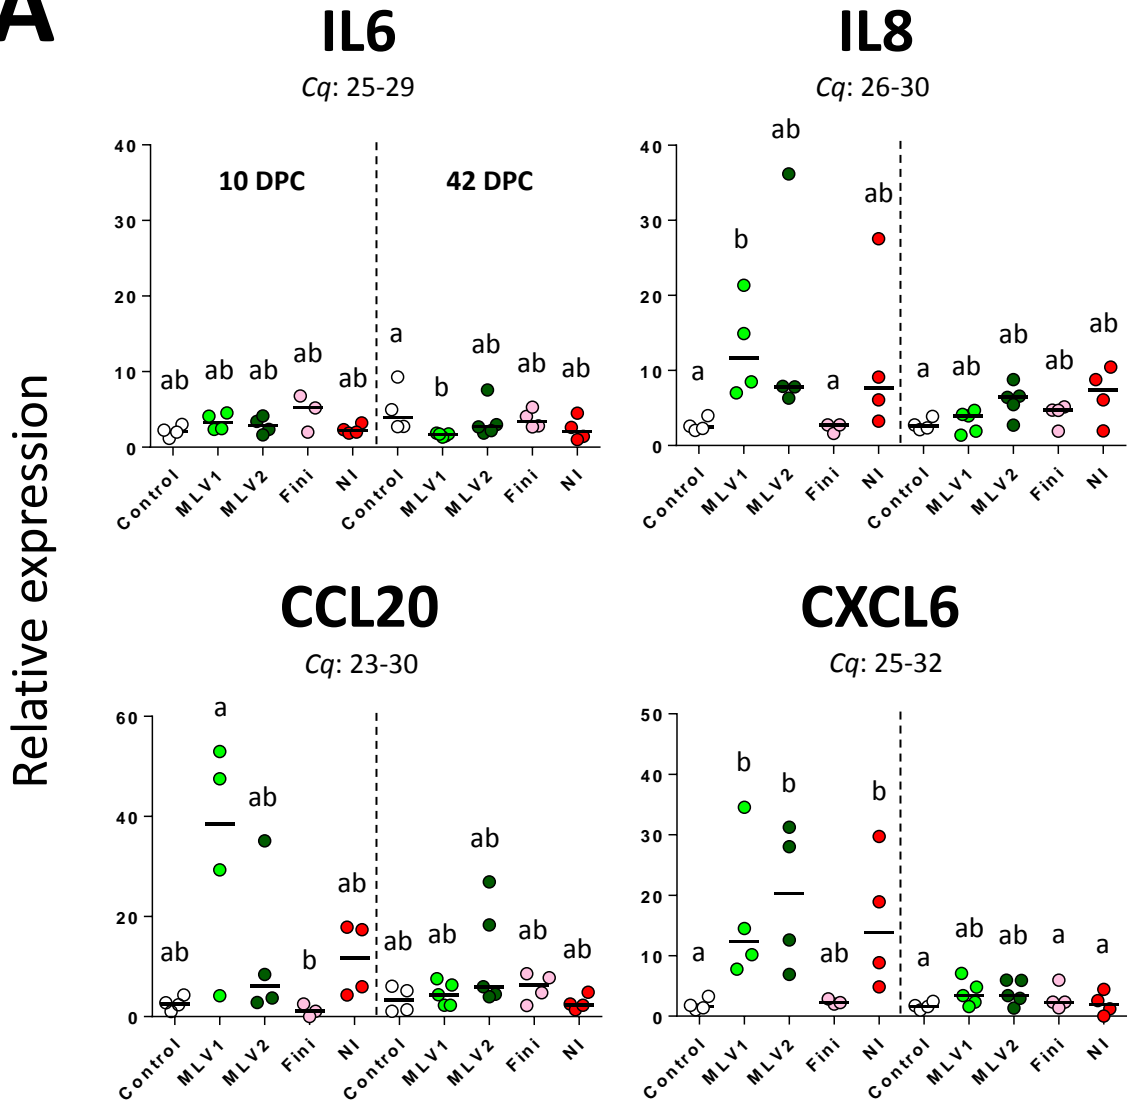 A
Relative expression
IL6
Cq: 25-29
40
30
20
10
0
10 DPC
42 DPC
ab ab ab ab ab a b ab ab ab
Control MLV1 MLV2 Fini NI Control MLV1 MLV2 Fini NI
IL8
Cq: 26-30
40
30
20
10
0
a b ab a ab a ab ab ab ab
Control MLV1 MLV2 Fini NI Control MLV1 MLV2 Fini NI
CCL20
Cq: 23-30
60
40
20
0
ab a ab b ab ab ab ab ab ab
Control MLV1 MLV2 Fini NI Control MLV1 MLV2 Fini NI
CXCL6
Cq: 25-32
50
40
30
20
10
0
a b b ab b a ab ab a a
Control MLV1 MLV2 Fini NI Control MLV1 MLV2 Fini NI